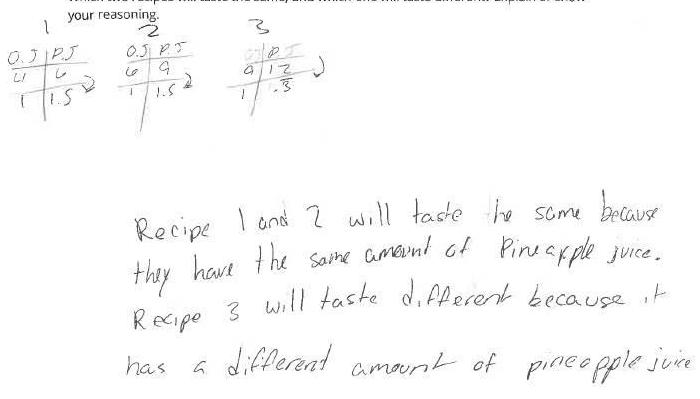 your reasoning.
1 2 3
O.J P.J O.J P.J P
4 6 6 9 9 12
1 1.5 1 1.5 1 .3
Recipe 1 and 2 will taste the same because
they have the same amount of Pineapple juice.
Recipe 3 will taste different because it
has a different amount of pineapple juice